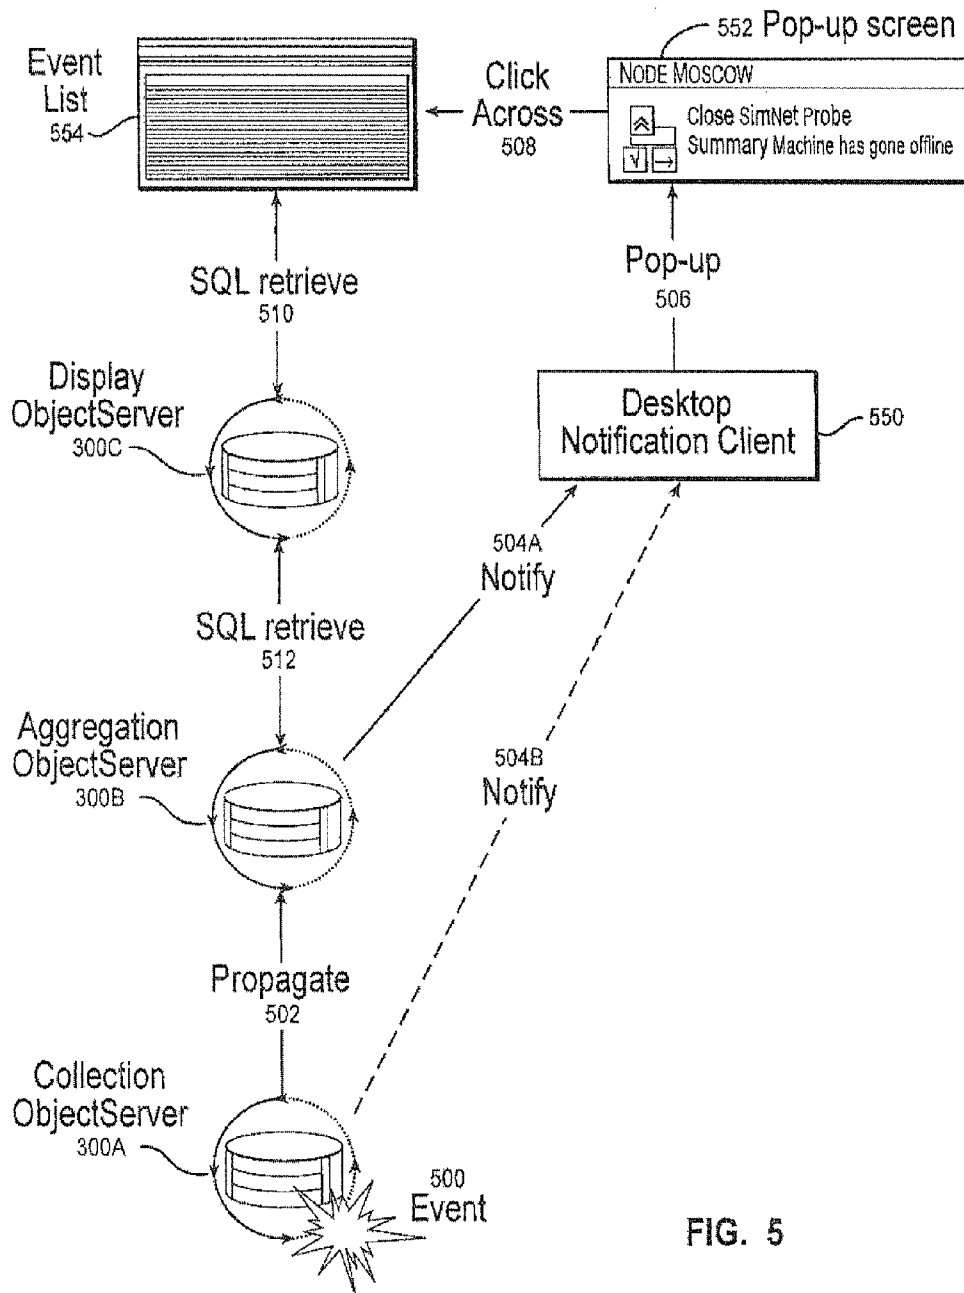 552 Pop-up screen
Event
List
554
Click
Across
508
NODE MOSCOW
Close SimNet Probe
Summary Machine has gone offline
SQL retrieve
510
Pop-up
506
Display
ObjectServer
300C
Desktop
Notification Client
550
504A
Notify
SQL retrieve
512
Aggregation
ObjectServer
300B
504B
Notify
Propagate
502
Collection
ObjectServer
300A
500
Event
FIG. 5